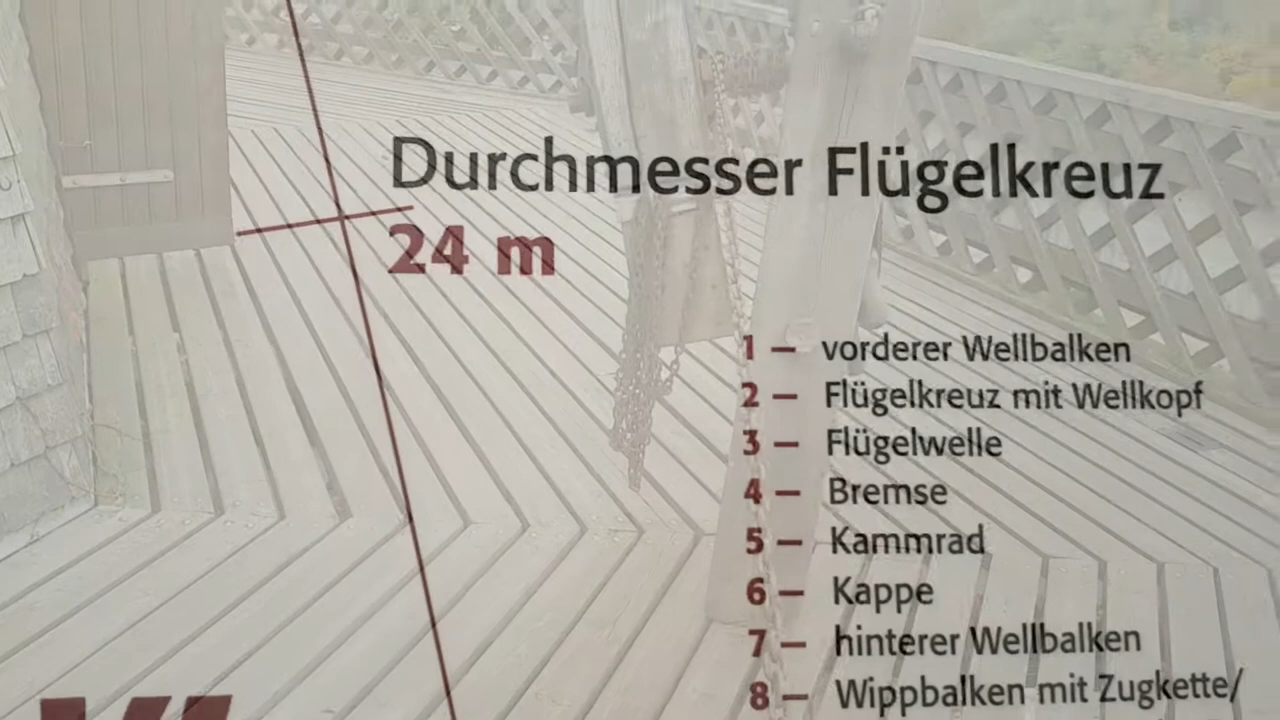 Durchmesser Flügelkreuz
24 m
1 – vorderer Wellbalken
2 – Flügelkreuz mit Wellkopf
3 – Flügelwelle
4 – Bremse
5 – Kammrad
6 – Kappe
7 – hinterer Wellbalken
8 – Wippbalken mit Zugkette/